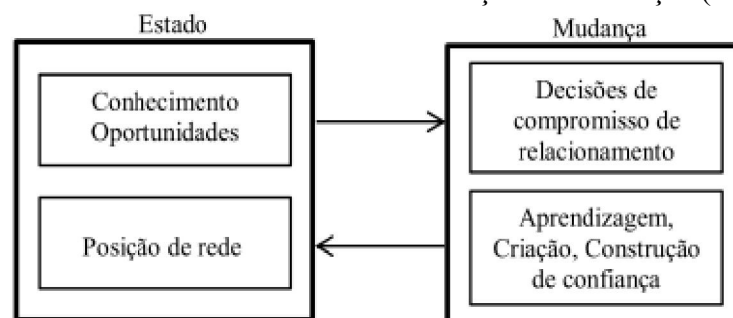 Estado
Mudança
Conhecimento
Oportunidades
Posição de rede
Decisões de
compromisso de
relacionamento
Aprendizagem,
Criação, Construção
de confiança